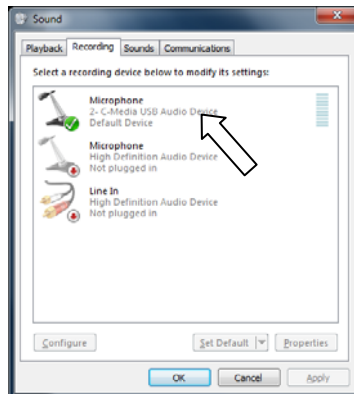 Sound
Playback Recording Sounds Communications
Select a recording device below to modify its settings:
Microphone
2- C-Media USB Audio Device
Default Device
Microphone
High Definition Audio Device
Not plugged in
Line In
High Definition Audio Device
Not plugged in
Configure Set Default Properties
OK Cancel Apply